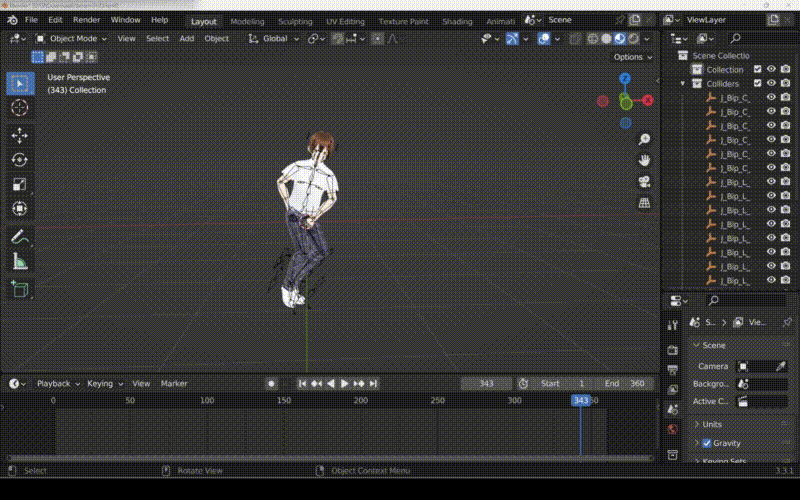 File Edit Render Window Help
Layout Modeling Sculpting UV Editing Texture Paint Shading Animati
Scene
ViewLayer
Object Mode View Select Add Object Global
Options
User Perspective
(343) Collection
Z
X
Scene Collectio
Collection
Colliders
J_Bip_C_
J_Bip_C_
J_Bip_C_
J_Bip_C_
J_Bip_C_
J_Bip_C_
J_Bip_L_
J_Bip_L_
J_Bip_L_
J_Bip_L_
J_Bip_L_
J_Bip_L_
J_Bip_L_
J_Bip_L_
S.. Vie..
Scene
Camera
Backgro..
Active C..
Units
Gravity
Keying Sets
Playback Keying View Marker
343 Start 1 End 360
0 50 100 150 200 250 300 343 50
Select Rotate View Object Context Menu
3.3.1